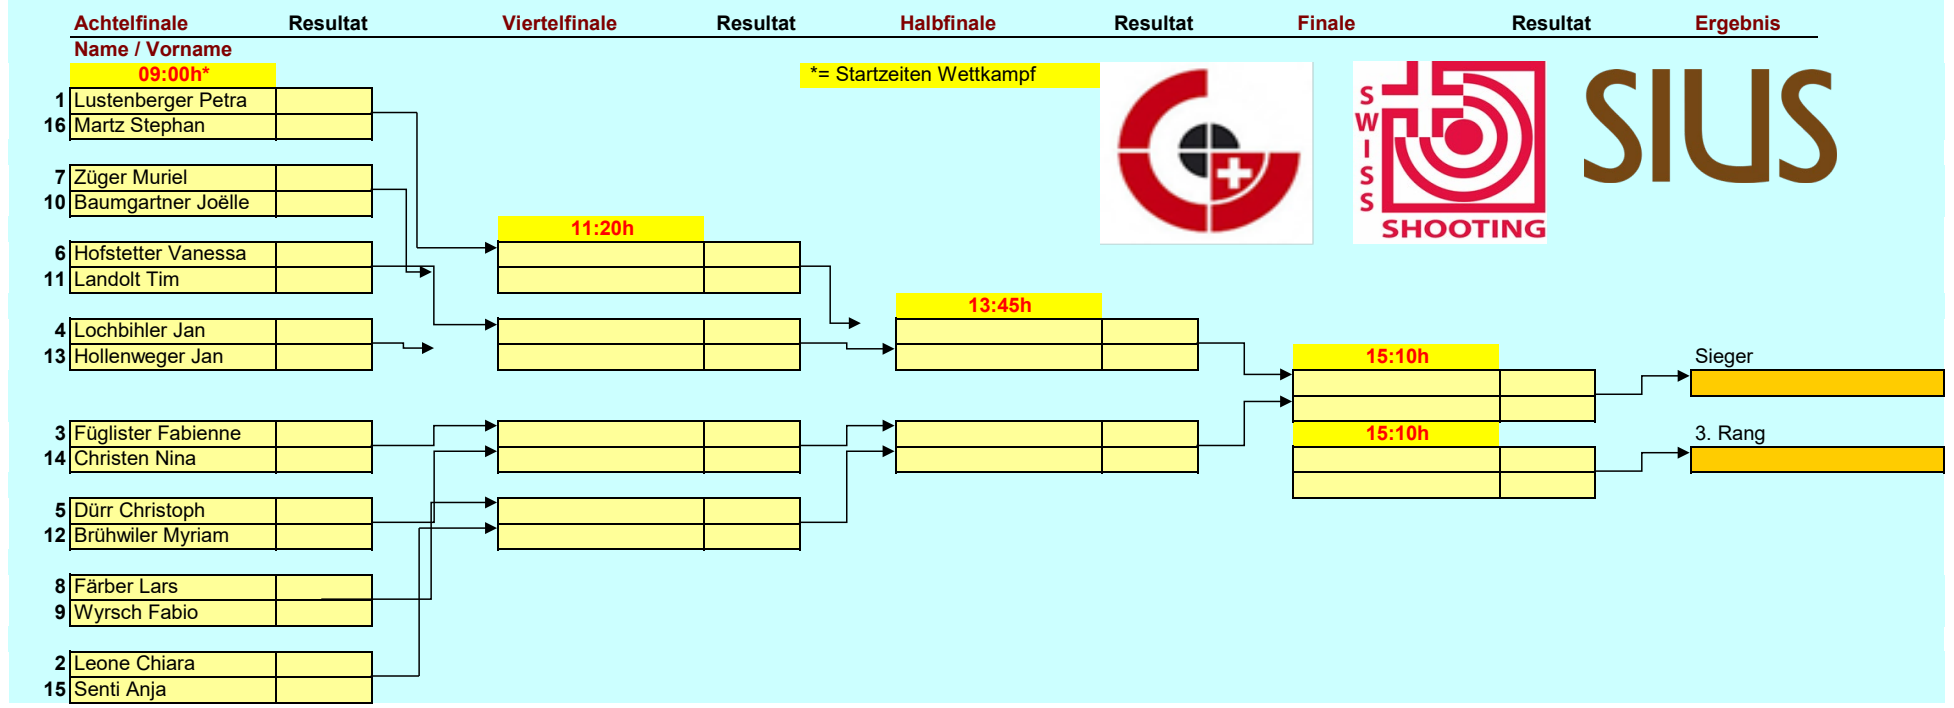 Achtelfinale Resultat Viertelfinale Resultat Halbfinale Resultat Finale Resultat Ergebnis
Name / Vorname
09:00h* *= Startzeiten Wettkampf
1 Lustenberger Petra
16 Martz Stephan
7 Züger Muriel
10 Baumgartner Joëlle
11:20h
6 Hofstetter Vanessa
11 Landolt Tim
13:45h
4 Lochbihler Jan
13 Hollenweger Jan 15:10h Sieger
3 Füglister Fabienne 15:10h 3. Rang
14 Christen Nina
5 Dürr Christoph
12 Brühwiler Myriam
8 Färber Lars
9 Wyrsch Fabio
2 Leone Chiara
15 Senti Anja
SWISS
SHOOTING
SIUS